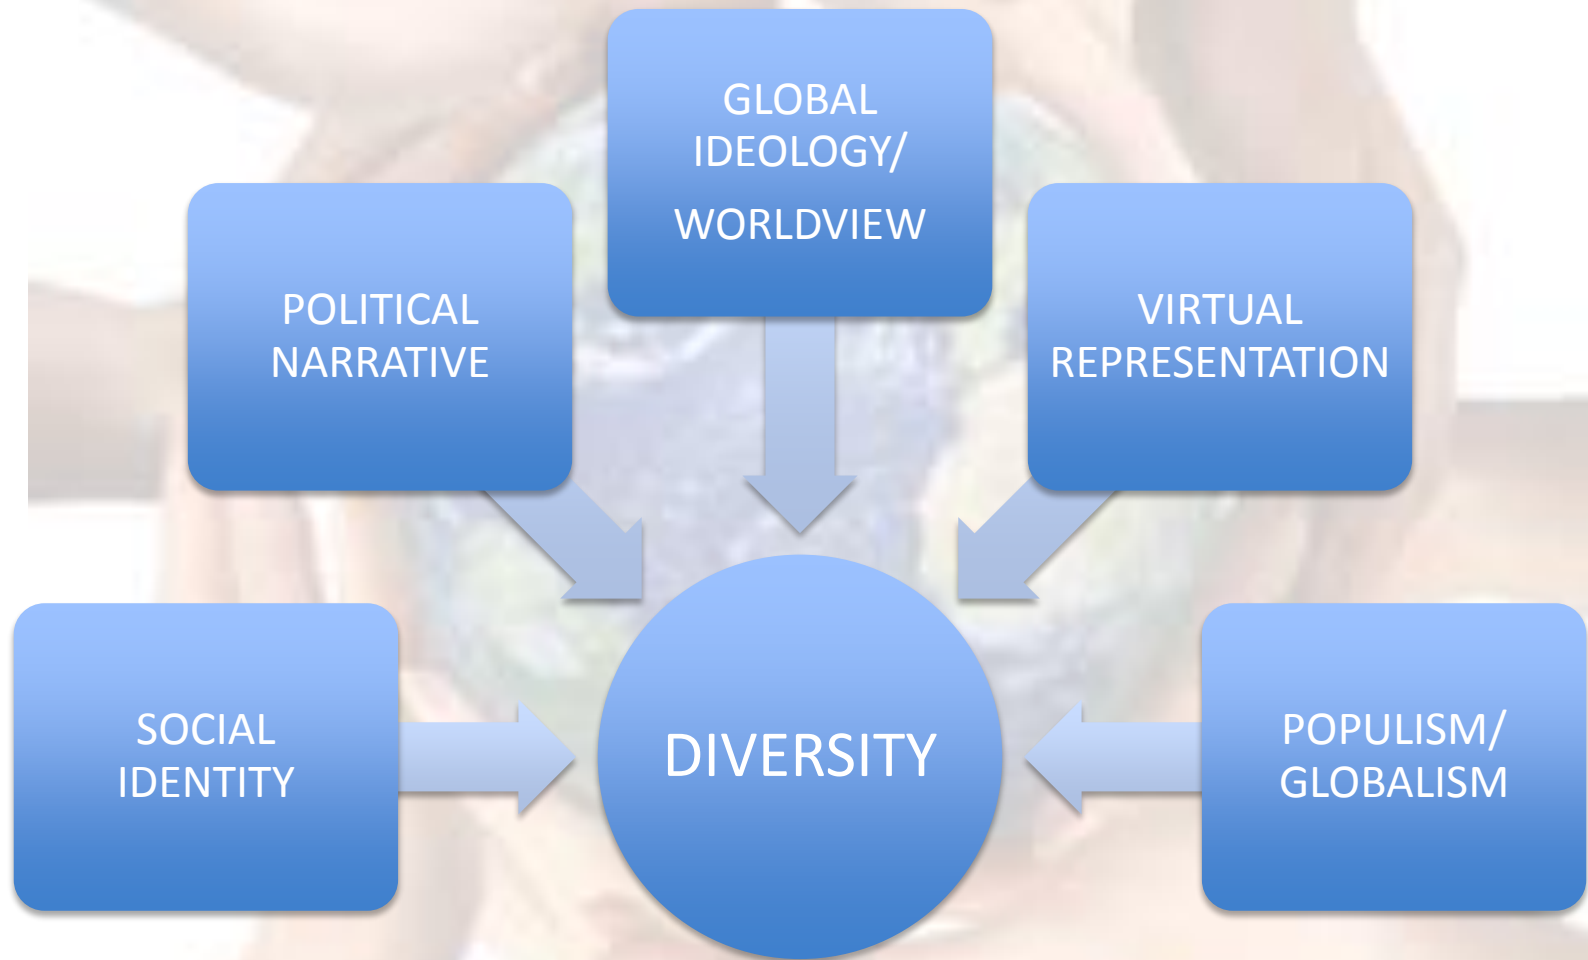 GLOBAL
IDEOLOGY/
WORLDVIEW
POLITICAL
NARRATIVE
VIRTUAL
REPRESENTATION
SOCIAL
IDENTITY
DIVERSITY
POPULISM/
GLOBALISM